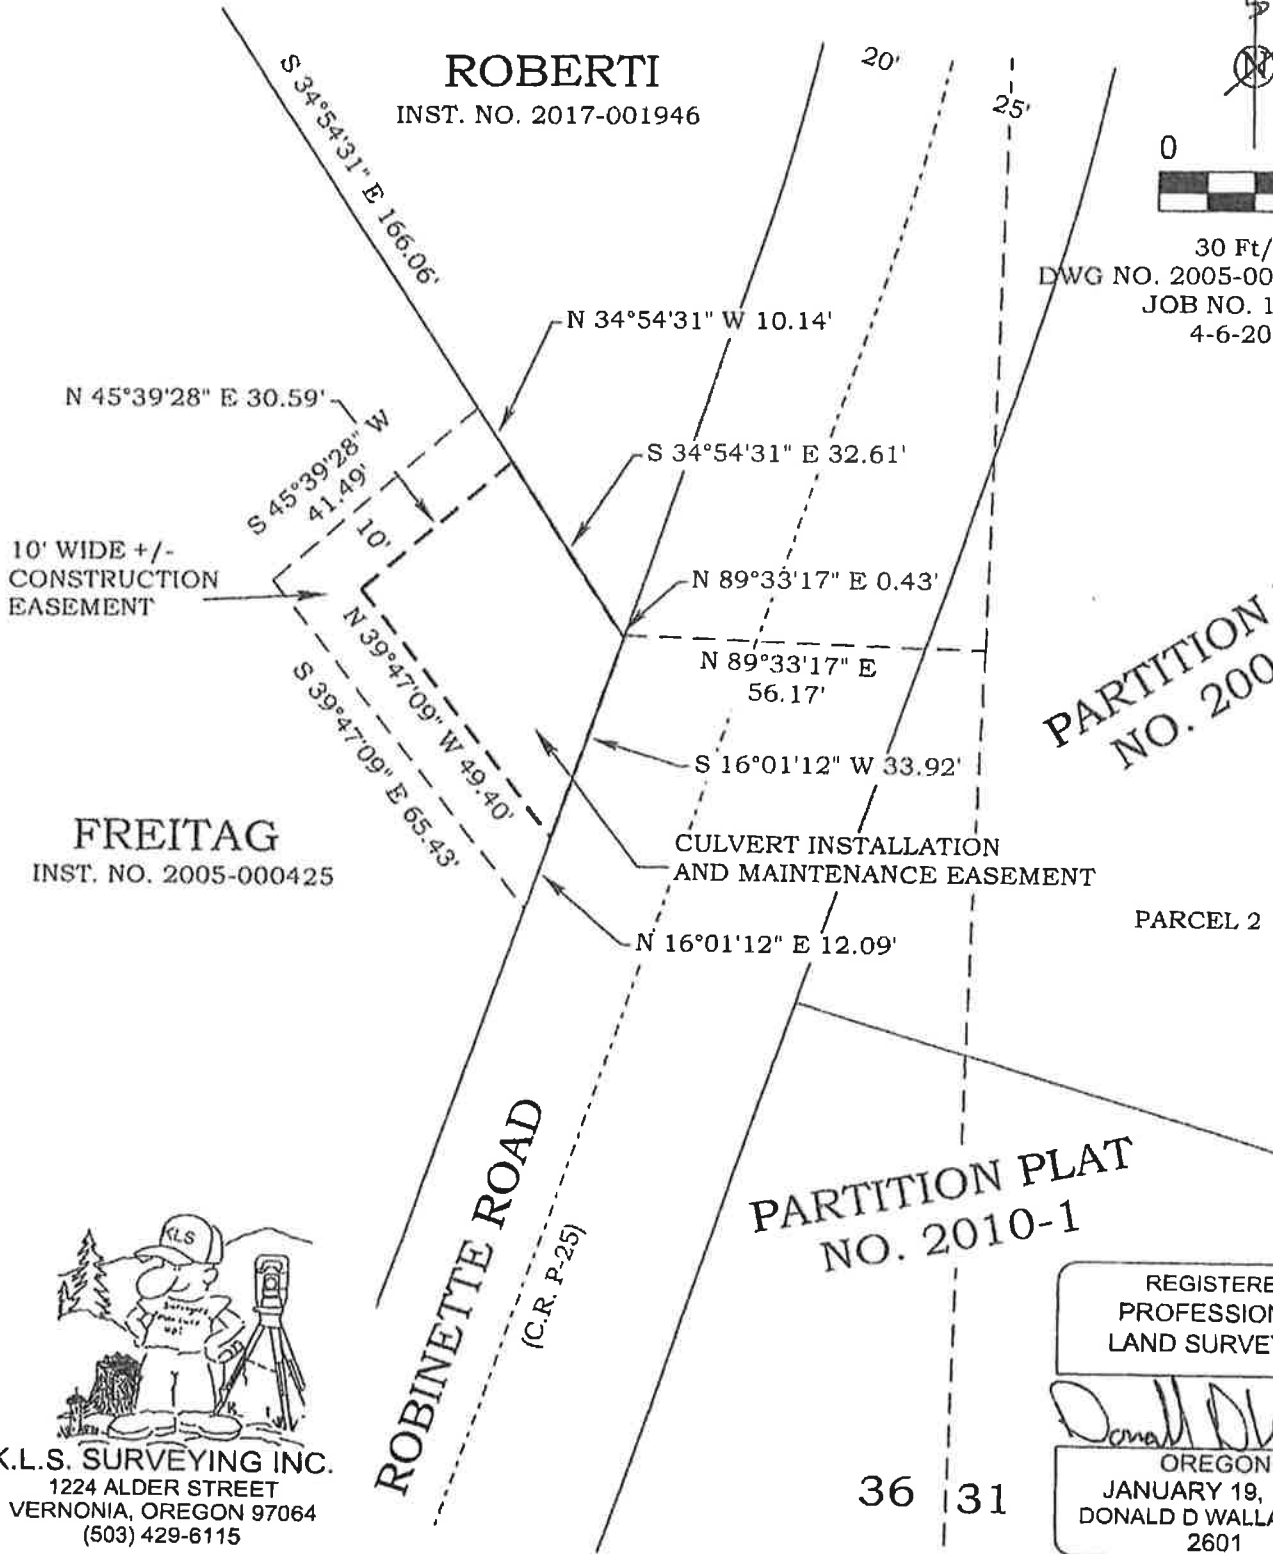 ROBERTI
INST. NO. 2017-001946
20'
25'
N
0
30 Ft/
DWG NO. 2005-00
JOB NO. 1
4-6-20
S 34°54'31" E 166.06'
N 34°54'31" W 10.14'
N 45°39'28" E 30.59'
S 45°39'28" W
41.49'
10'
S 34°54'31" E 32.61'
10' WIDE +/-
CONSTRUCTION
EASEMENT
N 89°33'17" E 0.43'
N 89°33'17" E
56.17'
N 39°47'09" W 49.40'
S 39°47'09" E 65.43'
S 16°01'12" W 33.92'
PARTITION
NO. 200
FREITAG
INST. NO. 2005-000425
CULVERT INSTALLATION
AND MAINTENANCE EASEMENT
PARCEL 2
N 16°01'12" E 12.09'
ROBINETTE ROAD
(C.R. P-25)
PARTITION PLAT
NO. 2010-1
KLS
K.L.S. SURVEYING INC.
1224 ALDER STREET
VERNONIA, OREGON 97064
(503) 429-6115
36 31
REGISTERE
PROFESSION
LAND SURVEY
OREGON
JANUARY 19,
DONALD D WALLA
2601